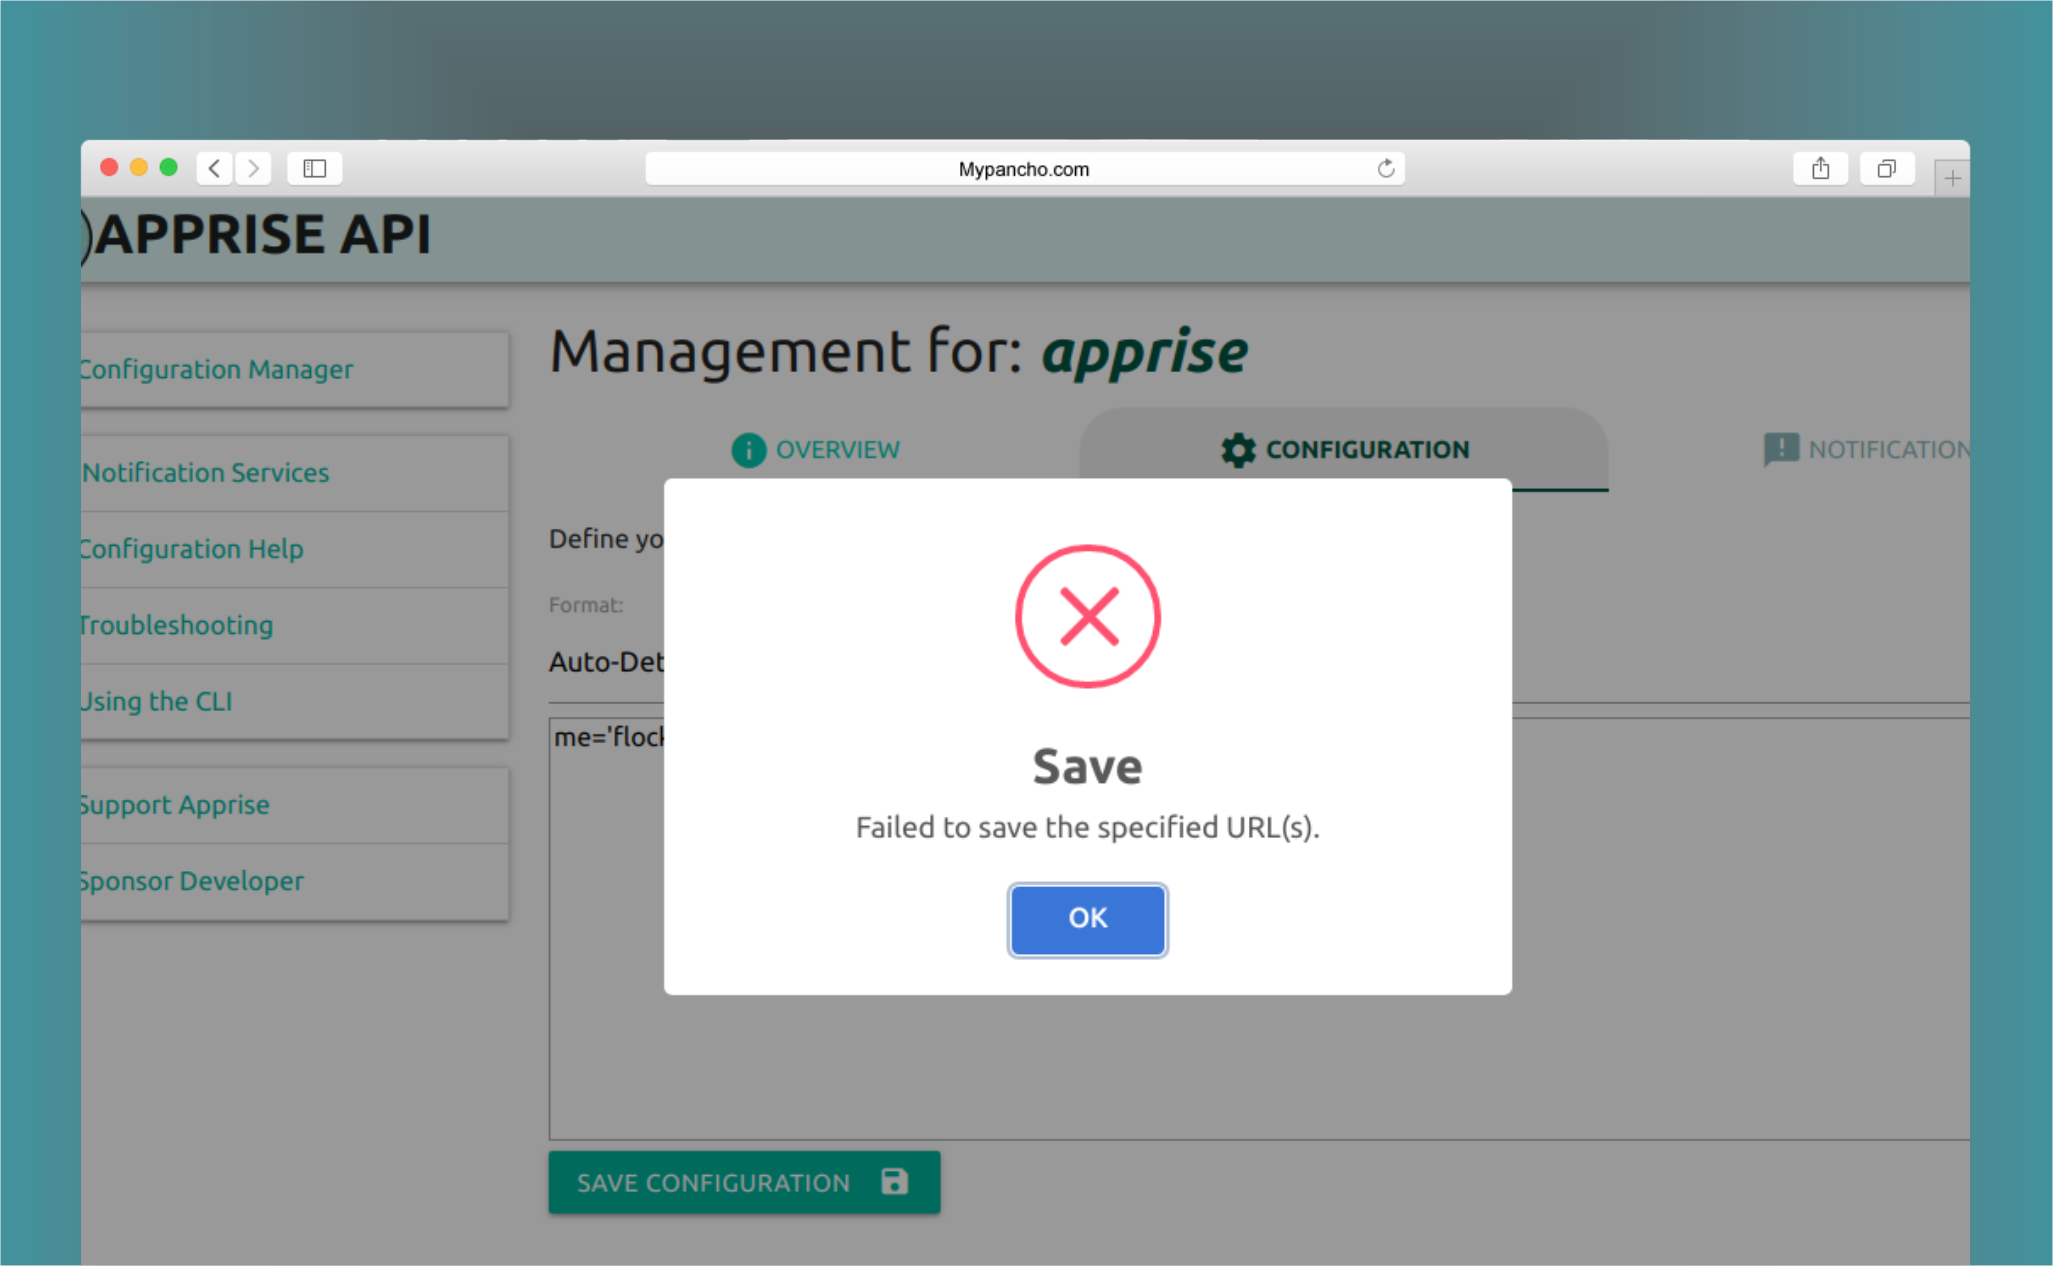 Mypancho.com
APPRISE API
Management for: apprise
Configuration Manager
OVERVIEW
CONFIGURATION
NOTIFICATION
Notification Services
Configuration Help
Troubleshooting
Using the CLI
Support Apprise
Sponsor Developer
Define yo
Format:
Auto-Det
me='flock
Save
Failed to save the specified URL(s).
OK
SAVE CONFIGURATION